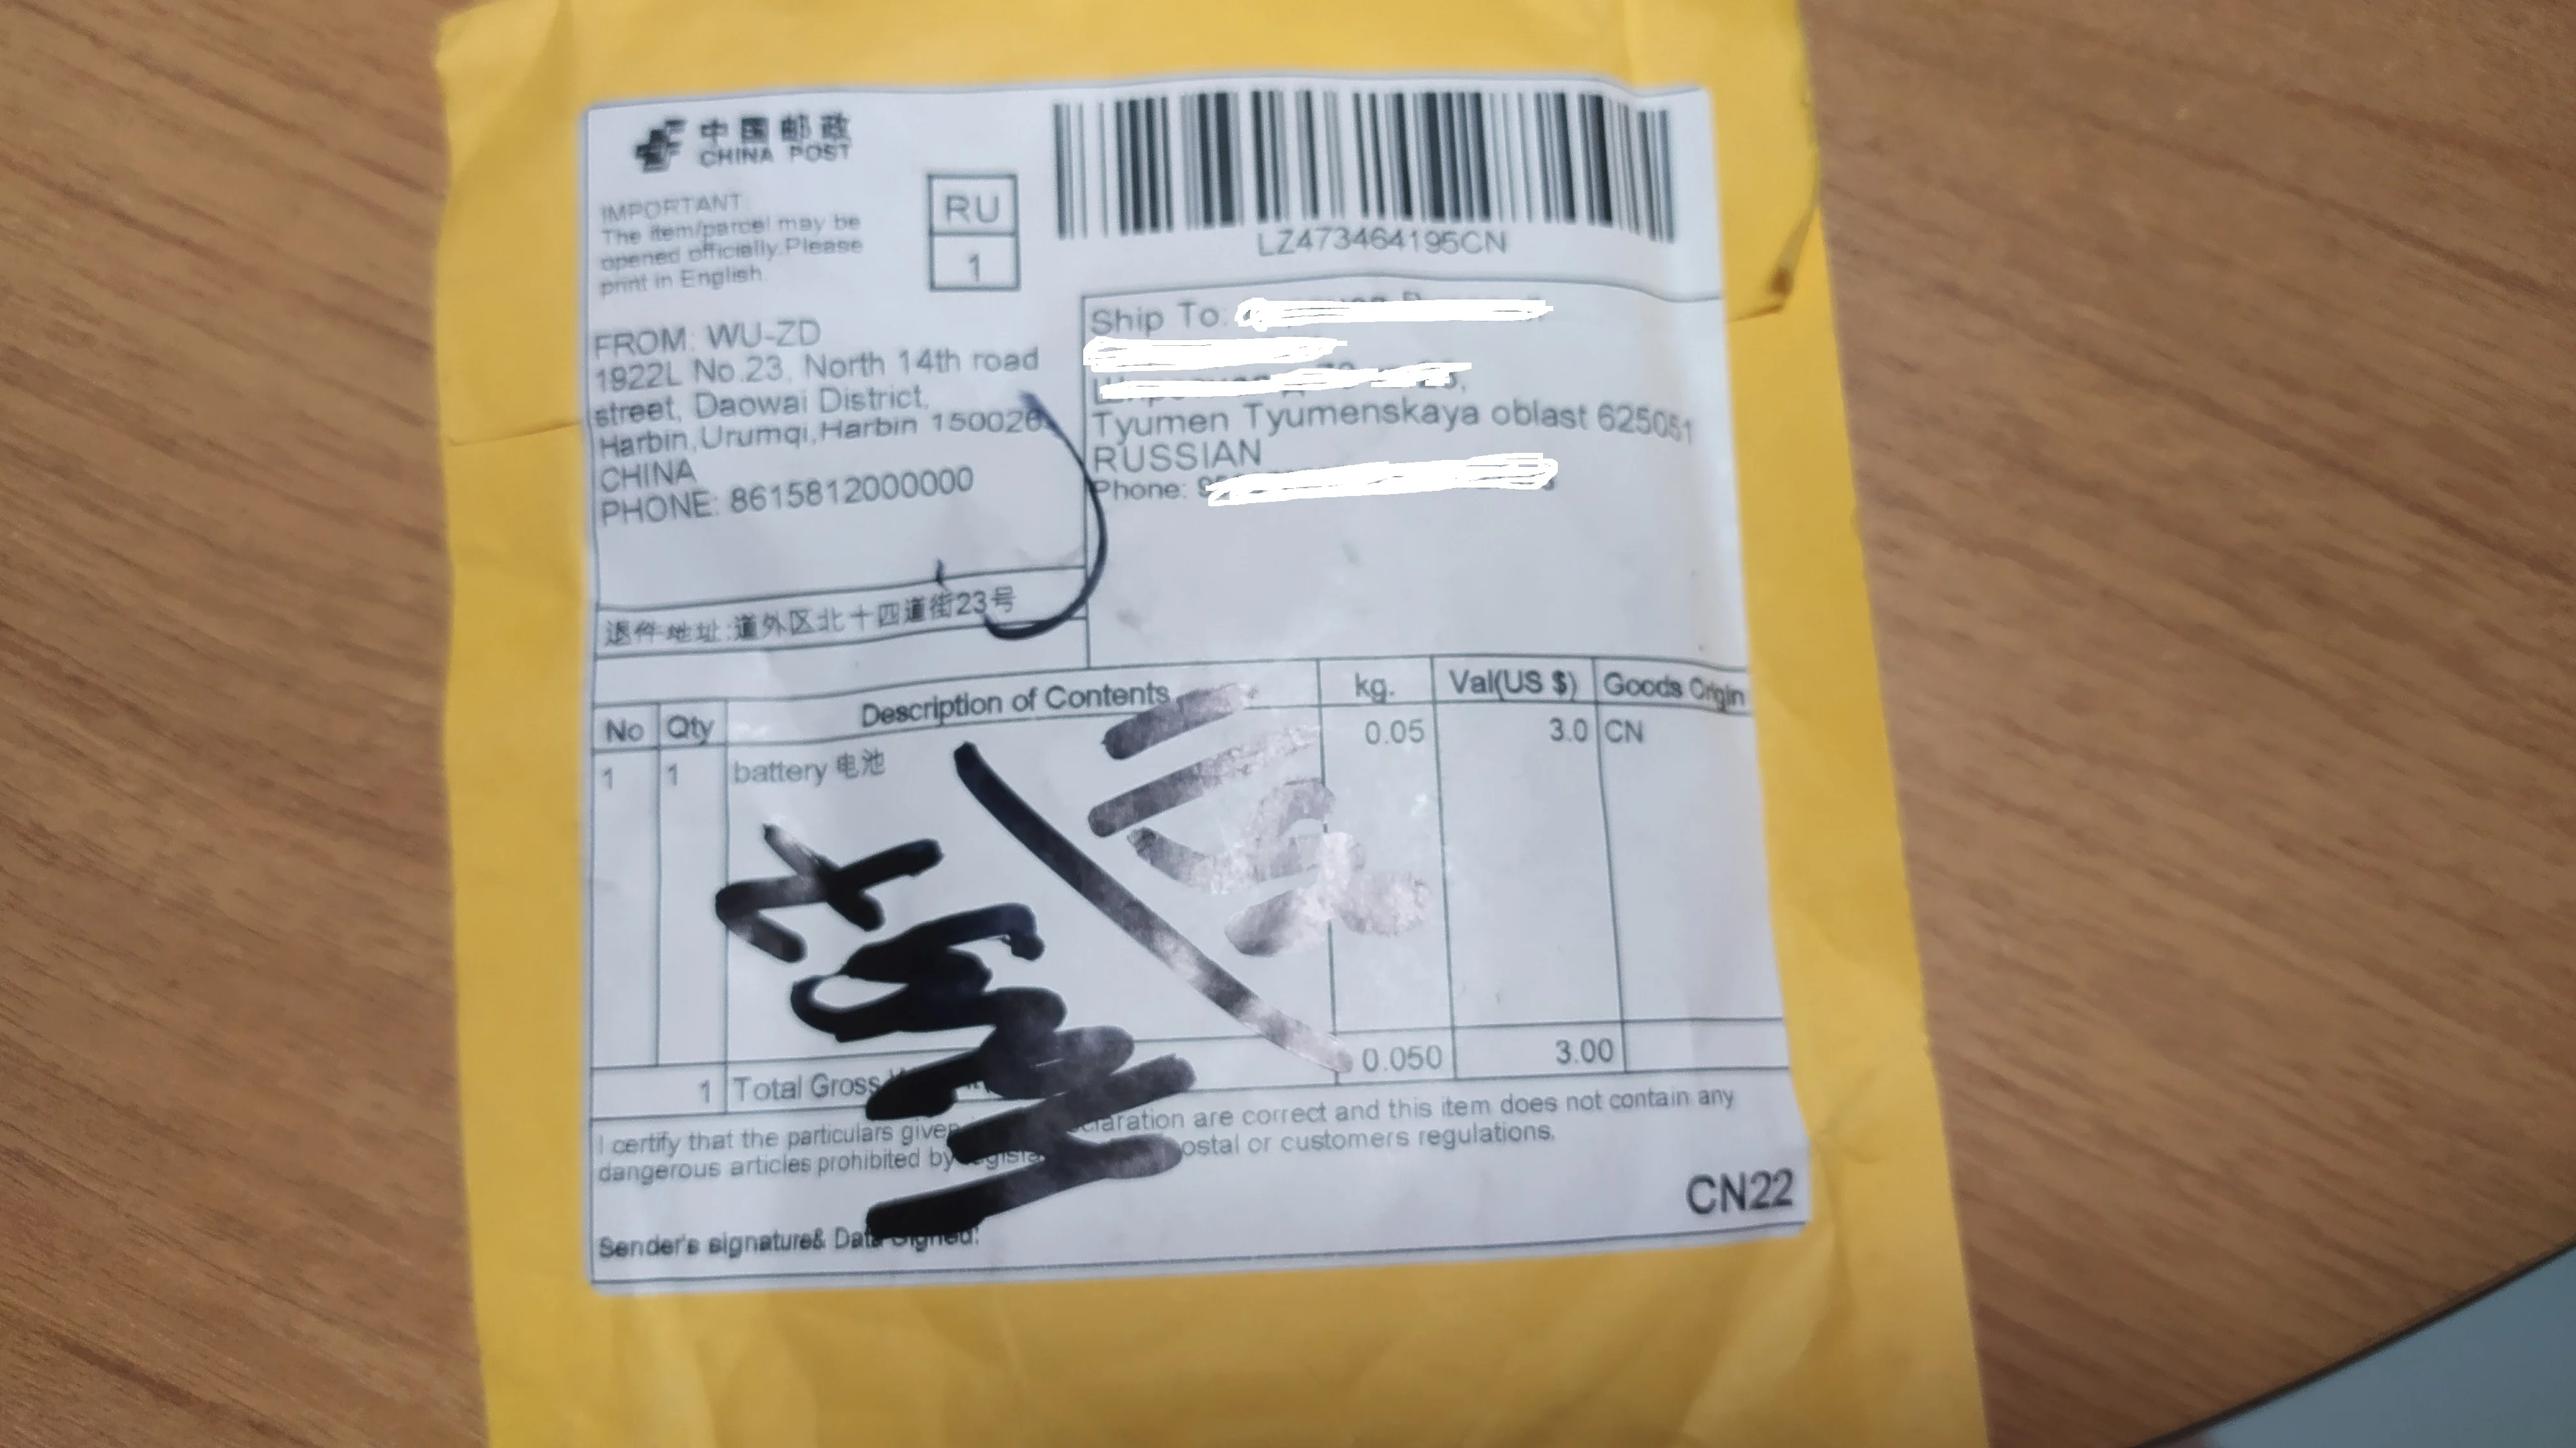 中国邮政
CHINA POST
IMPORTANT:
The item/parcel may be
opened officially.Please
print in English.
RU
1
LZ473464195CN
FROM: WU-ZD
1922L No.23, North 14th road
street, Daowai District,
Harbin,Urumqi,Harbin 150026
CHINA
PHONE: 8615812000000
退件地址:道外区北十四道街23号
Ship To:
Tyumen Tyumenskaya oblast 625051
RUSSIAN
Phone:
No Qty Description of Contents kg. Val(US $) Goods Origin
1 1 battery 电池 0.05 3.0 CN
1 Total Gross 0.050 3.00
I certify that the particulars given are correct and this item does not contain any
dangerous articles prohibited by or customers regulations.
CN22
Sender's signature&